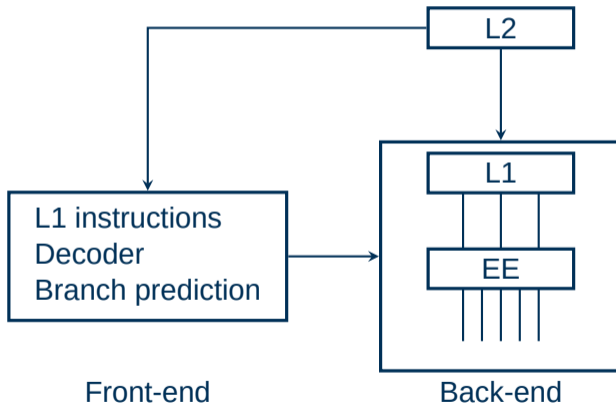 L2
L1
L1 instructions
Decoder
Branch prediction
EE
Front-end
Back-end